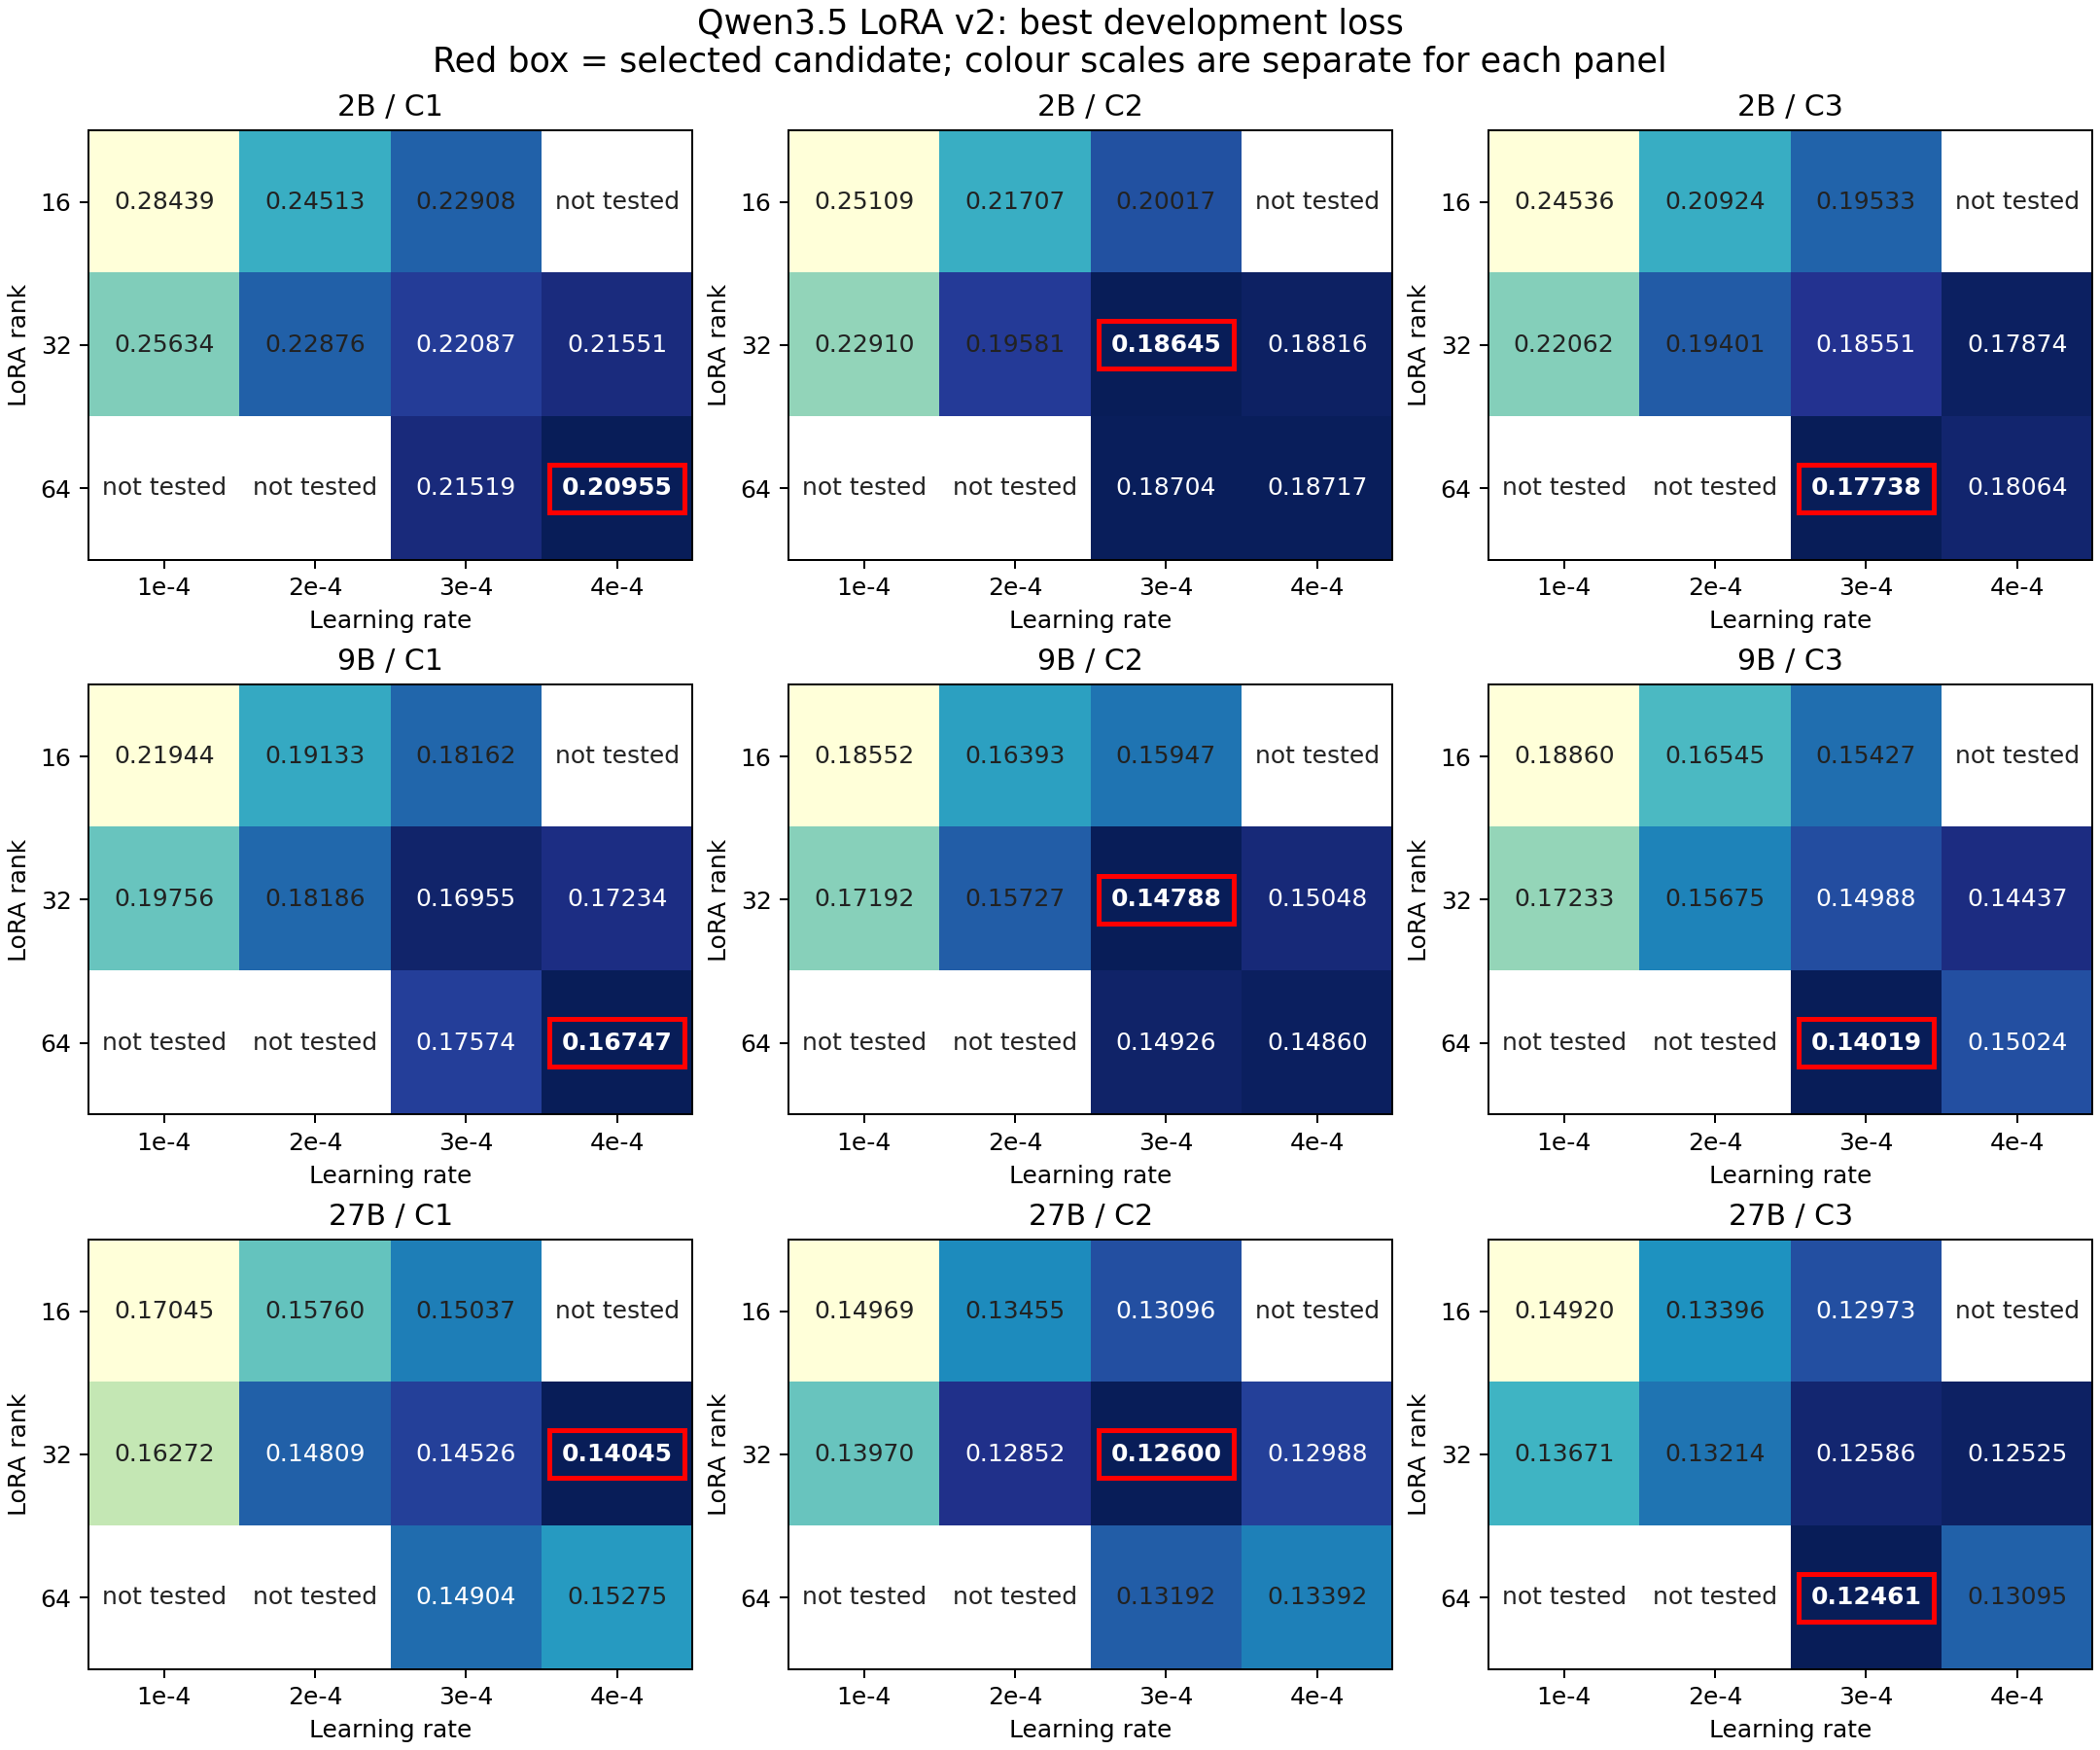 Qwen3.5 LoRA v2: best development loss
Red box = selected candidate; colour scales are separate for each panel
2B / C1
LoRA rank
16
0.28439 0.24513 0.22908 not tested
32
0.25634 0.22876 0.22087 0.21551
64
not tested not tested 0.21519 0.20955
1e-4 2e-4 3e-4 4e-4
Learning rate
2B / C2
LoRA rank
0.25109 0.21707 0.20017 not tested
0.22910 0.19581 0.18645 0.18816
not tested not tested 0.18704 0.18717
16
32
64
1e-4 2e-4 3e-4 4e-4
Learning rate
2B / C3
LoRA rank
16
0.24536 0.20924 0.19533 not tested
32
0.22062 0.19401 0.18551 0.17874
64
not tested not tested 0.17738 0.18064
1e-4 2e-4 3e-4 4e-4
Learning rate
9B / C1
LoRA rank
16
0.21944 0.19133 0.18162 not tested
32
0.19756 0.18186 0.16955 0.17234
64
not tested not tested 0.17574 0.16747
1e-4 2e-4 3e-4 4e-4
Learning rate
9B / C2
LoRA rank
16
0.18552 0.16393 0.15947 not tested
32
0.17192 0.15727 0.14788 0.15048
64
not tested not tested 0.14926 0.14860
1e-4 2e-4 3e-4 4e-4
Learning rate
9B / C3
LoRA rank
16
0.18860 0.16545 0.15427 not tested
32
0.17233 0.15675 0.14988 0.14437
64
not tested not tested 0.14019 0.15024
1e-4 2e-4 3e-4 4e-4
Learning rate
27B / C1
LoRA rank
16
0.17045 0.15760 0.15037 not tested
32
0.16272 0.14809 0.14526 0.14045
64
not tested not tested 0.14904 0.15275
1e-4 2e-4 3e-4 4e-4
Learning rate
27B / C2
LoRA rank
16
0.14969 0.13455 0.13096 not tested
32
0.13970 0.12852 0.12600 0.12988
64
not tested not tested 0.13192 0.13392
1e-4 2e-4 3e-4 4e-4
Learning rate
27B / C3
LoRA rank
16
0.14920 0.13396 0.12973 not tested
32
0.13671 0.13214 0.12586 0.12525
64
not tested not tested 0.12461 0.13095
1e-4 2e-4 3e-4 4e-4
Learning rate